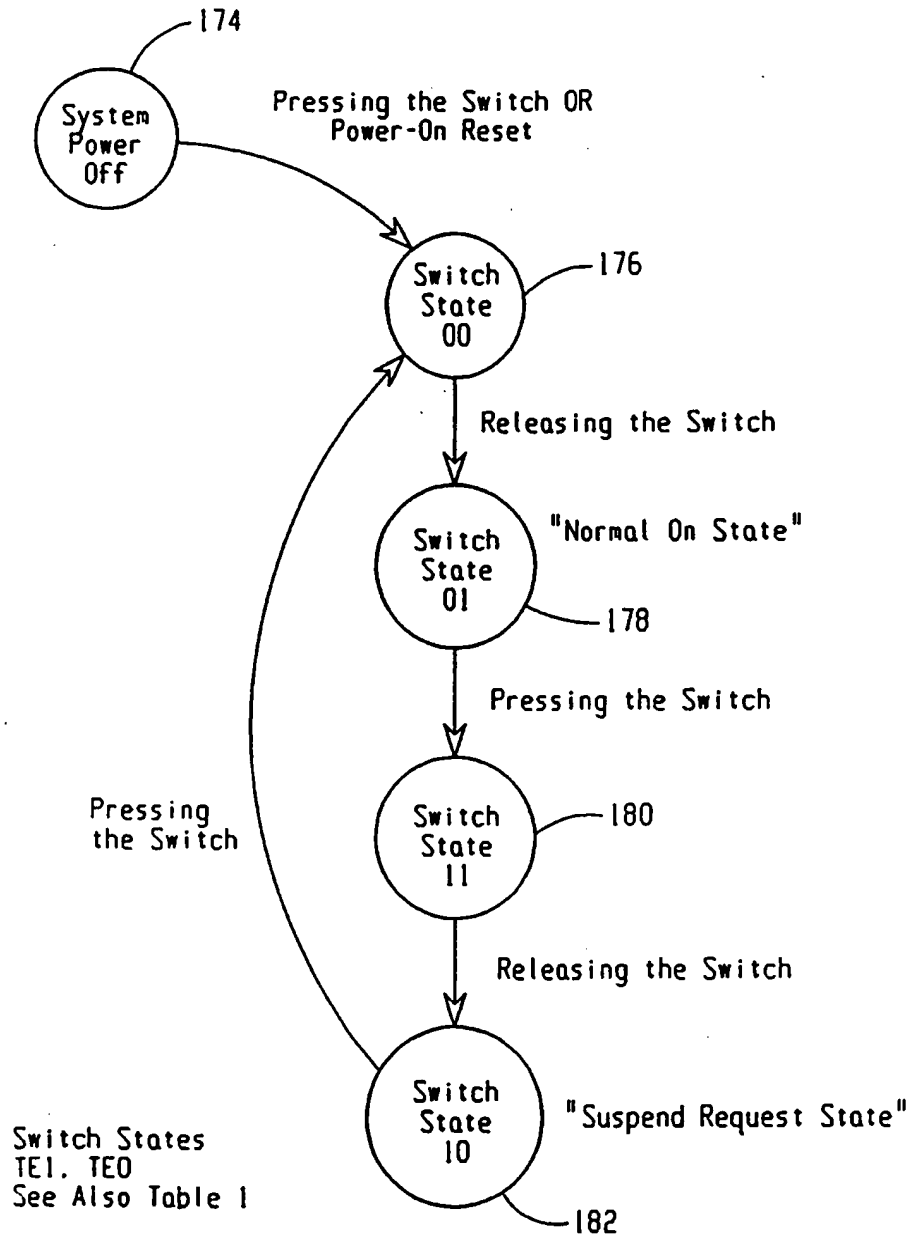 174
System
Power
Off
Pressing the Switch OR
Power-On Reset
Switch
State
00
176
Releasing the Switch
Switch
State
01
"Normal On State"
178
Pressing the Switch
Switch
State
11
180
Pressing
the Switch
Releasing the Switch
Switch
State
10
"Suspend Request State"
182
Switch States
TE1. TE0
See Also Table 1